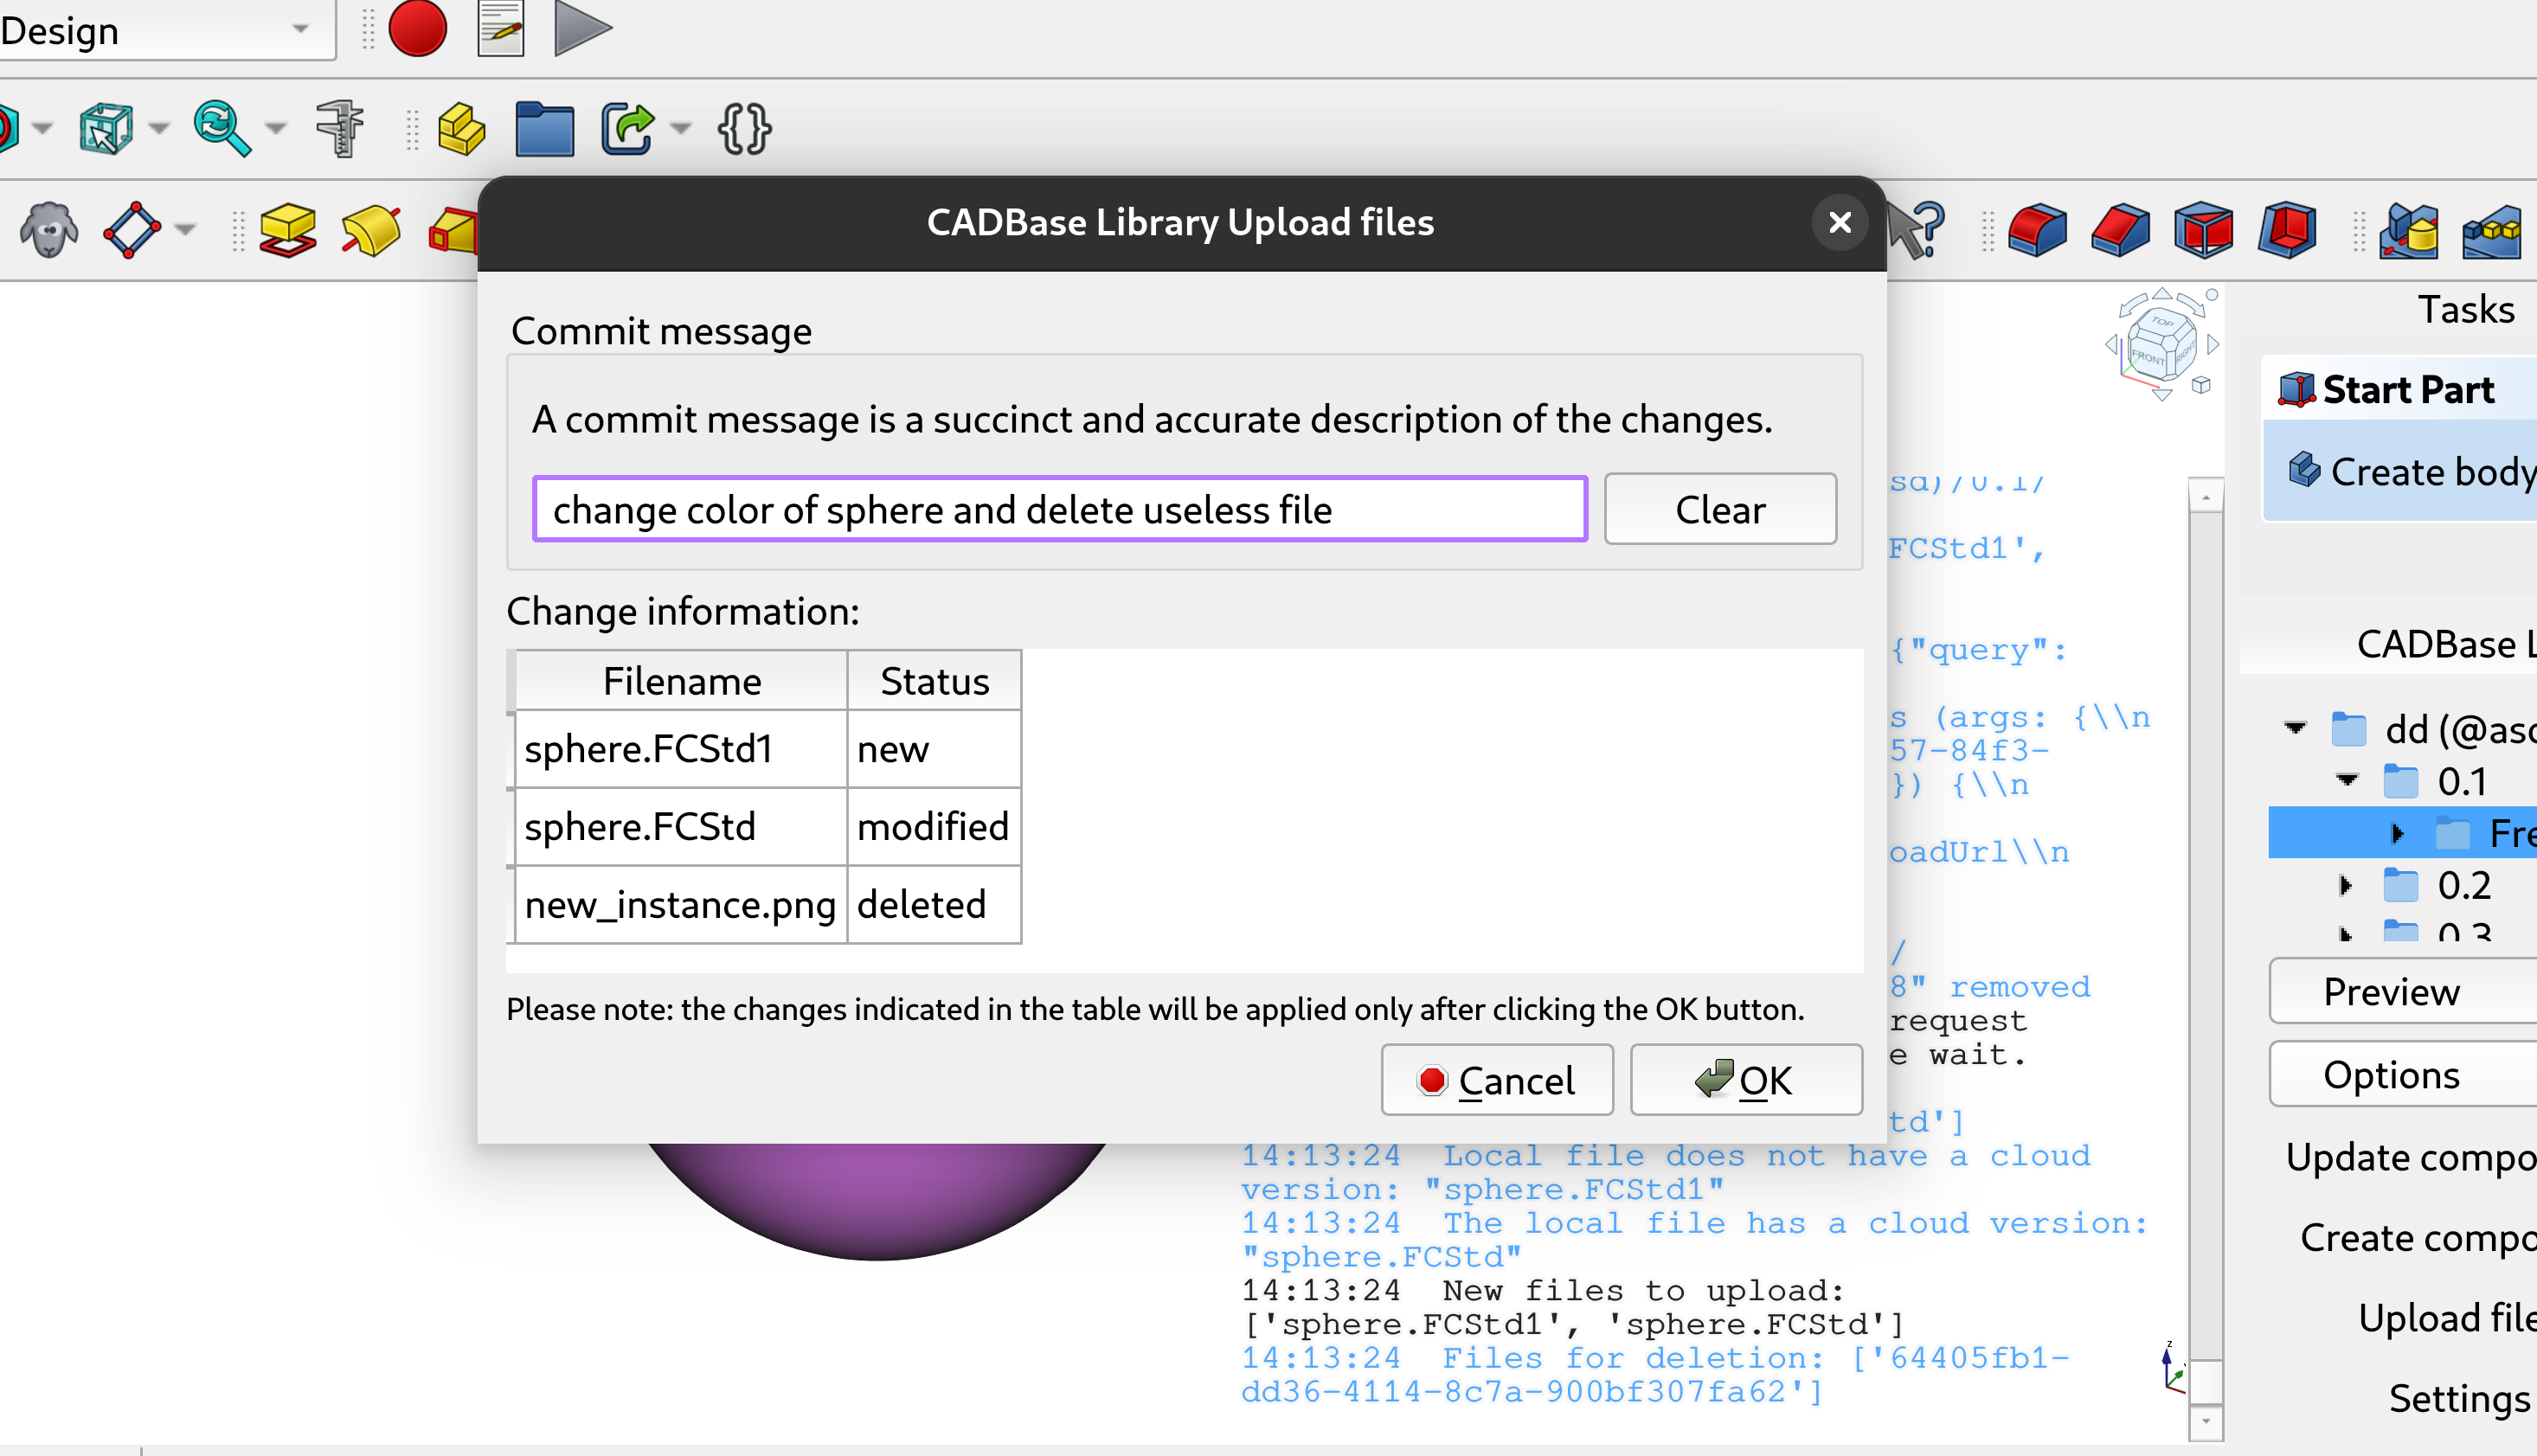 Design
CADBase Library Upload files
Commit message
A commit message is a succinct and accurate description of the changes.
change color of sphere and delete useless file
Clear
Change information:
Filename Status
sphere.FCStd1 new
sphere.FCStd modified
new_instance.png deleted
Please note: the changes indicated in the table will be applied only after clicking the OK button.
Cancel
OK
TOP
FRONT
RIGHT
sd)/0.17
FCStd1',
{"query":
s (args: {\\n
57-84f3-
}) {\\n
oadUrl\\n
/
8" removed
request
e wait.
td']
14:13:24 Local file does not have a cloud
version: "sphere.FCStd1"
14:13:24 The local file has a cloud version:
"sphere.FCStd"
14:13:24 New files to upload:
['sphere.FCStd1', 'sphere.FCStd']
14:13:24 Files for deletion: ['64405fb1-
dd36-4114-8c7a-900bf307fa62']
z
Tasks
Start Part
Create body
CADBase L
dd (@asc
0.1
Fre
0.2
0.3
Preview
Options
Update compo
Create compo
Upload file
Settings